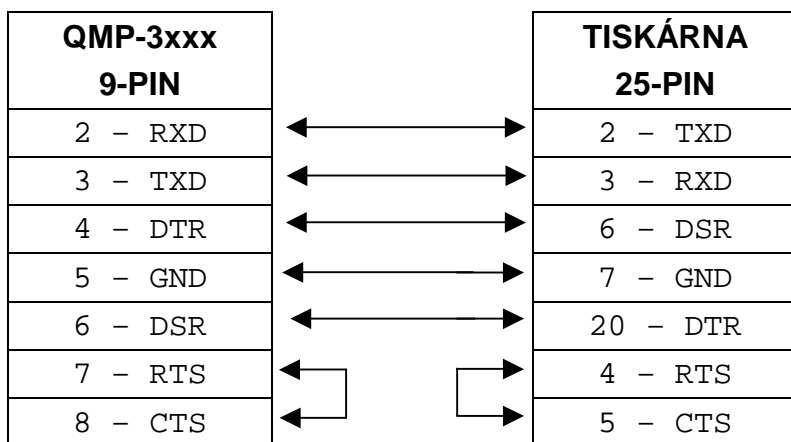 QMP-3xxx TISKÁRNA
9-PIN 25-PIN
2 – RXD 2 – TXD
3 – TXD 3 – RXD
4 – DTR 6 – DSR
5 – GND 7 – GND
6 – DSR 20 – DTR
7 – RTS 4 – RTS
8 – CTS 5 – CTS